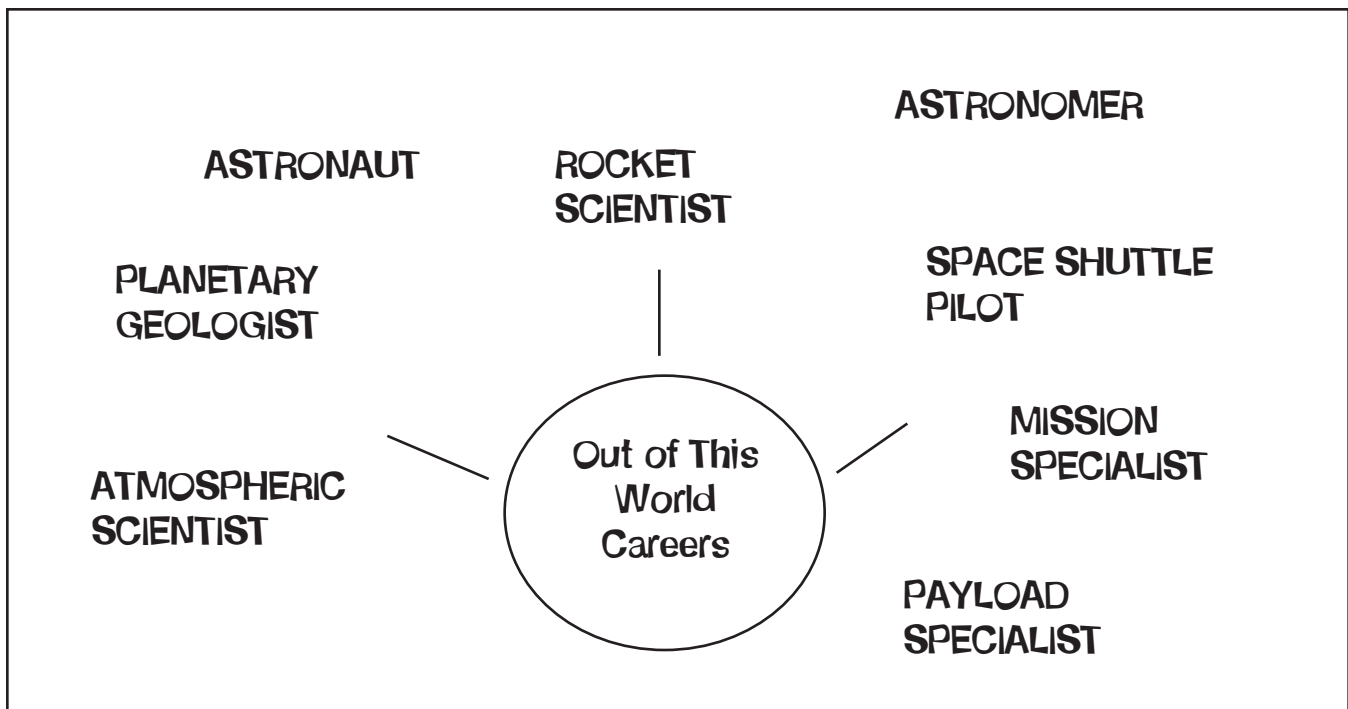 ASTRONOMER
ASTRONAUT
ROCKET
SCIENTIST
SPACE SHUTTLE
PILOT
PLANETARY
GEOLOGIST
MISSION
SPECIALIST
Out of This
World
Careers
ATMOSPHERIC
SCIENTIST
PAYLOAD
SPECIALIST